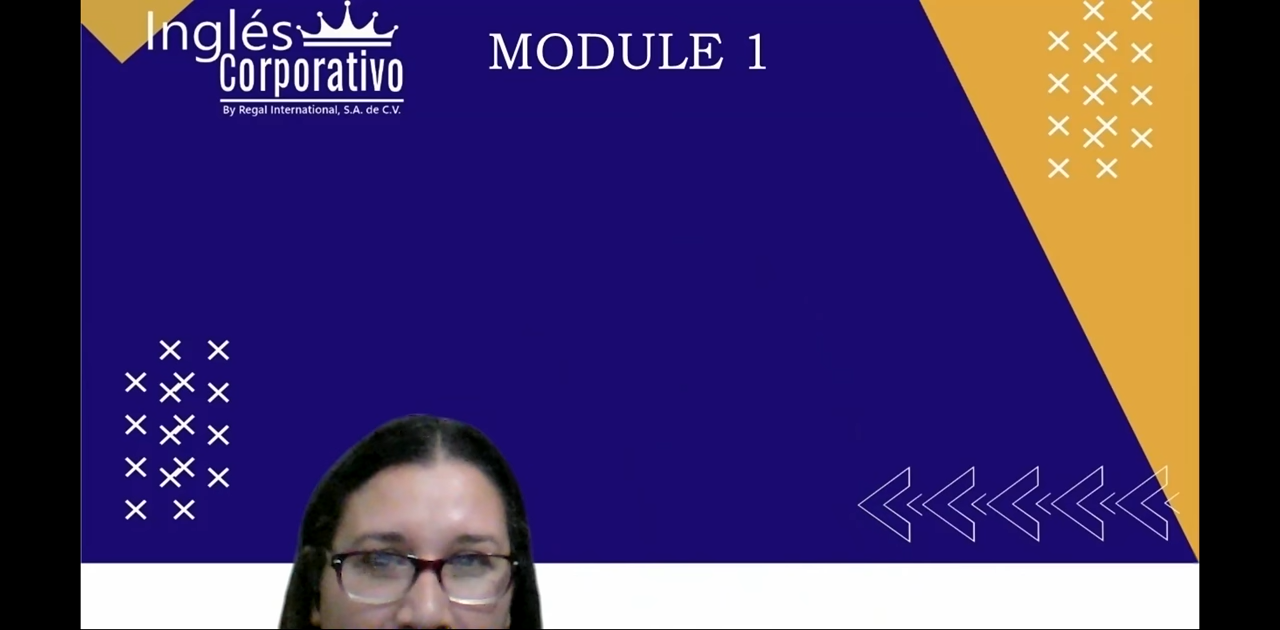 Inglés
Corporativo
By Regal International, S.A. de C.V.
MODULE 1